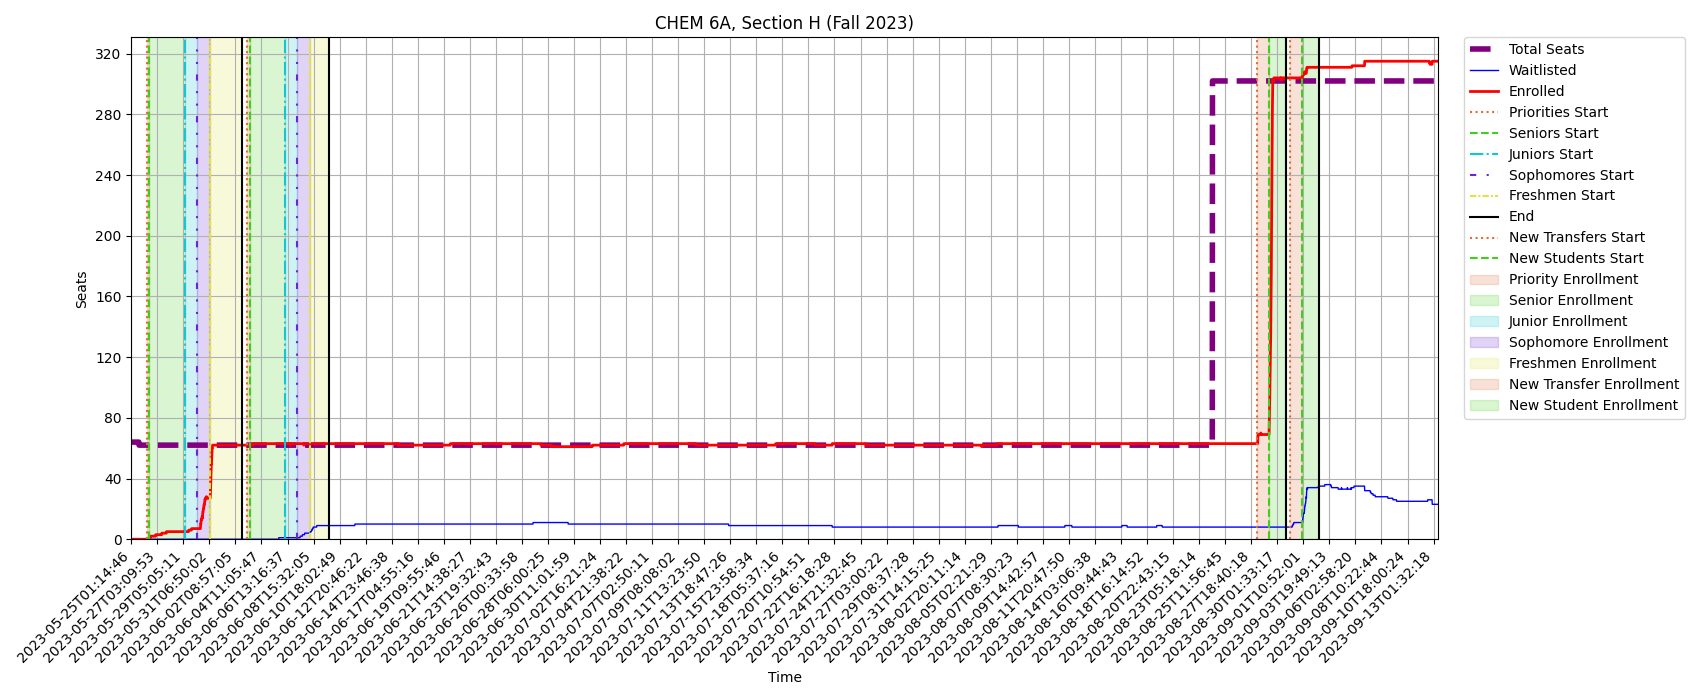 CHEM 6A, Section H (Fall 2023)
Seats
320
280
240
200
160
120
80
40
0
2023-05-25T01:14:46
2023-05-27T03:09:53
2023-05-29T05:05:11
2023-05-31T06:50:02
2023-06-02T08:57:05
2023-06-04T11:05:47
2023-06-06T13:16:37
2023-06-08T15:32:05
2023-06-10T18:02:49
2023-06-12T20:46:22
2023-06-14T23:46:38
2023-06-17T04:55:16
2023-06-19T09:55:46
2023-06-21T14:38:27
2023-06-23T19:32:43
2023-06-26T00:33:58
2023-06-28T06:00:25
2023-06-30T11:01:59
2023-07-02T16:21:24
2023-07-04T21:38:22
2023-07-07T02:50:11
2023-07-09T08:08:02
2023-07-11T13:23:50
2023-07-13T18:47:26
2023-07-15T23:58:34
2023-07-18T05:37:16
2023-07-20T10:54:51
2023-07-22T16:18:28
2023-07-24T21:32:45
2023-07-27T03:00:22
2023-07-29T08:37:28
2023-07-31T14:15:25
2023-08-02T20:11:14
2023-08-05T02:21:29
2023-08-07T08:30:23
2023-08-09T14:42:57
2023-08-11T20:47:50
2023-08-14T03:06:38
2023-08-16T09:44:43
2023-08-18T16:14:52
2023-08-20T22:43:15
2023-08-23T05:18:14
2023-08-25T11:56:45
2023-08-27T18:40:18
2023-08-30T01:33:17
2023-09-01T10:52:01
2023-09-03T19:49:13
2023-09-06T02:58:20
2023-09-08T10:22:44
2023-09-10T18:00:24
2023-09-13T01:32:18
Time
Total Seats
Waitlisted
Enrolled
Priorities Start
Seniors Start
Juniors Start
Sophomores Start
Freshmen Start
End
New Transfers Start
New Students Start
Priority Enrollment
Senior Enrollment
Junior Enrollment
Sophomore Enrollment
Freshmen Enrollment
New Transfer Enrollment
New Student Enrollment